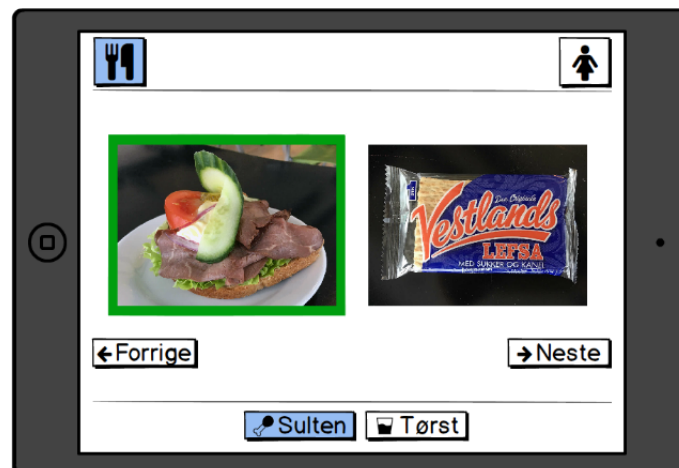 Den Originale
Vestlands
LEFSA
MED SUKKER OG KANEL
←Forrige
→Neste
Sulten
Tørst